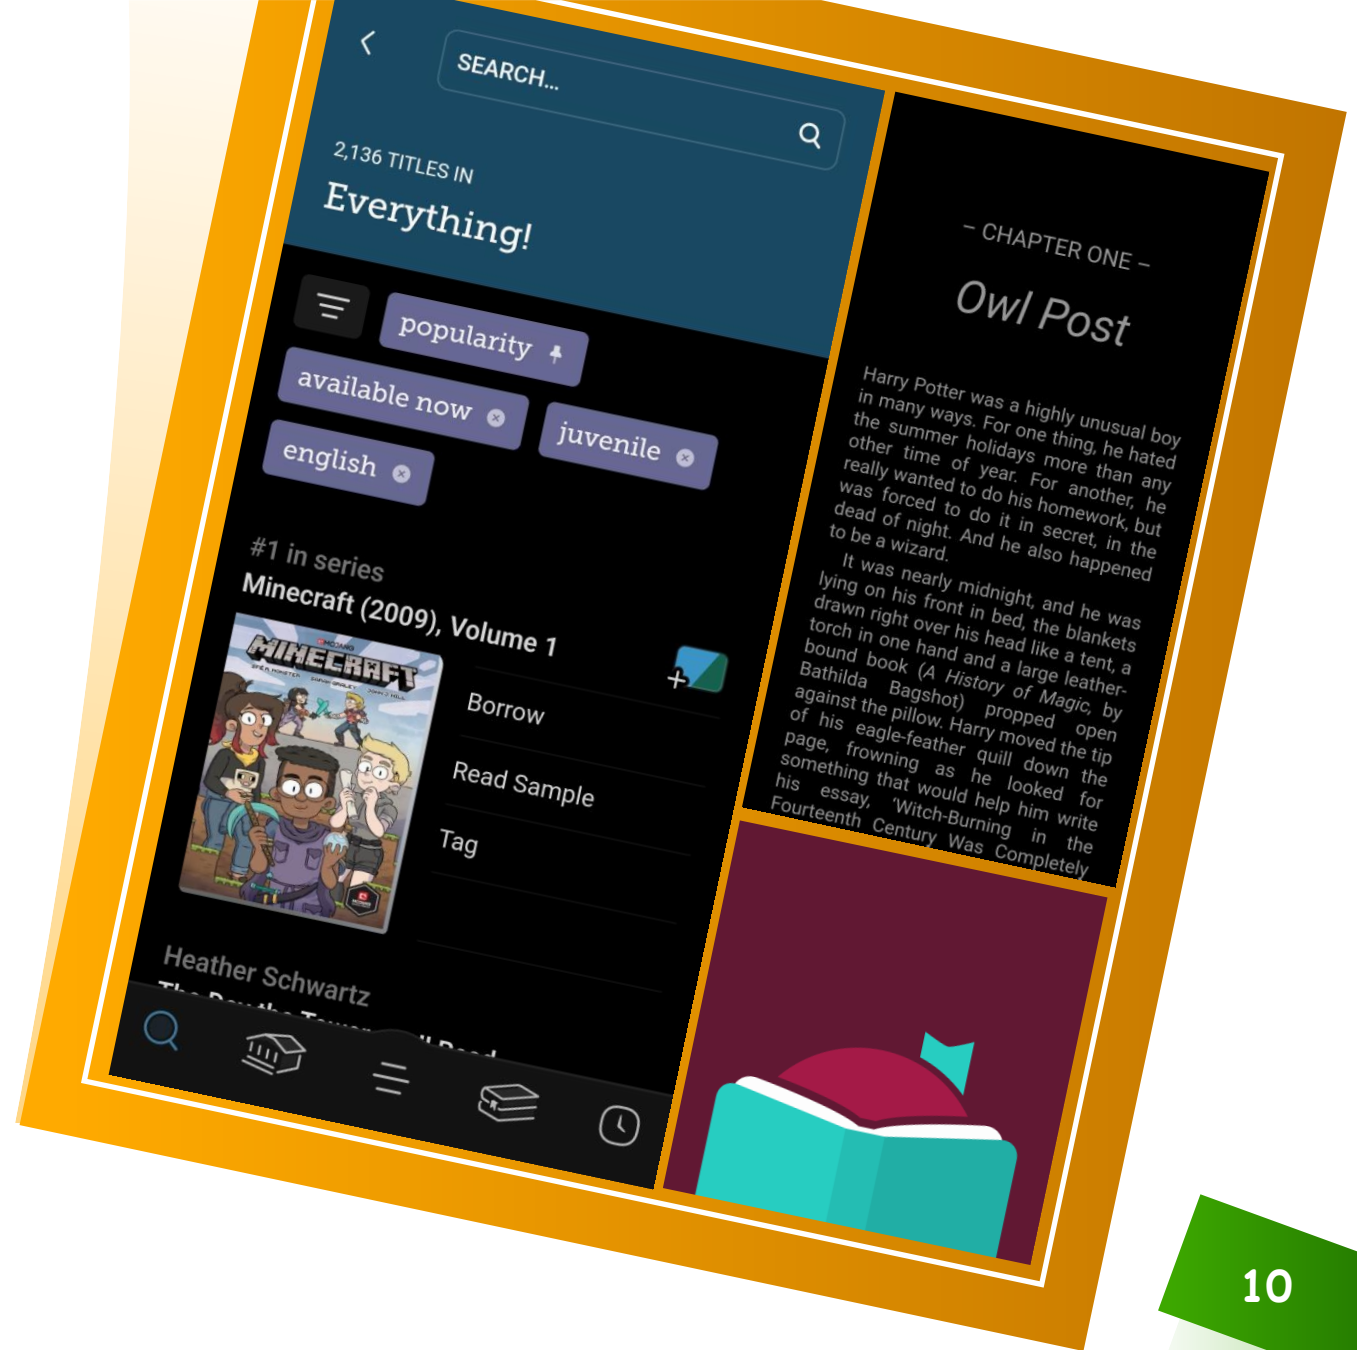 SEARCH...
2,136 TITLES IN
Everything!
popularity
available now
juvenile
english
#1 in series
Minecraft (2009), Volume 1
MOJANG
MINECRAFT
SFÉ R. MONSTER SARAH GRALEY JOHN J. HILL
Borrow
Read Sample
Tag
Heather Schwartz
– CHAPTER ONE –
Owl Post
Harry Potter was a highly unusual boy
in many ways. For one thing, he hated
the summer holidays more than any
other time of year. For another, he
really wanted to do his homework, but
was forced to do it in secret, in the
dead of night. And he also happened
to be a wizard.
It was nearly midnight, and he was
lying on his front in bed, the blankets
drawn right over his head like a tent, a
torch in one hand and a large leather-
bound book (A History of Magic, by
Bathilda Bagshot) propped open
against the pillow. Harry moved the tip
of his eagle-feather quill down the
page, frowning as he looked for
something that would help him write
his essay, ‘Witch-Burning in the
Fourteenth Century Was Completely
10